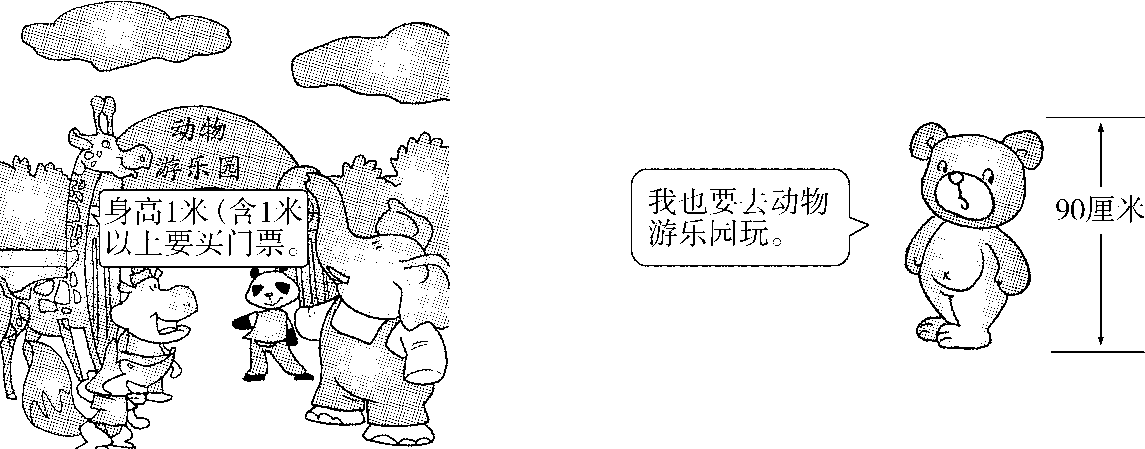 动物
游乐园
身高1米(含1米
以上要买门票。
我也要去动物
游乐园玩。
90厘米